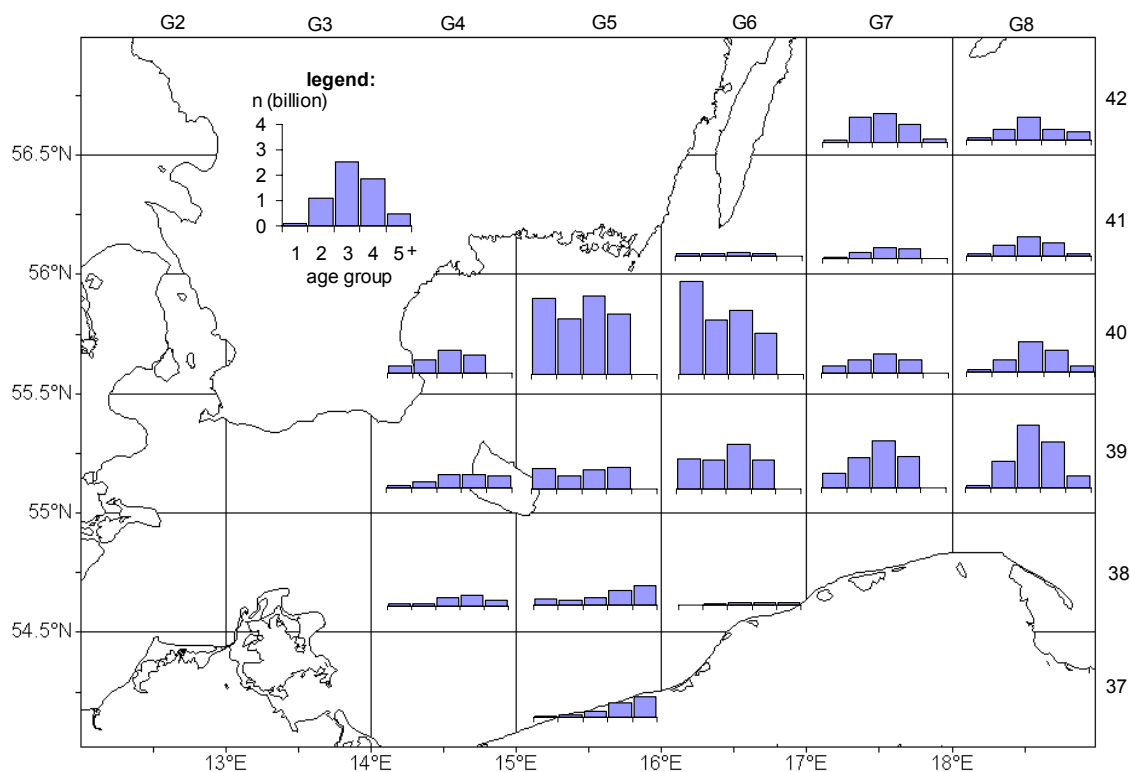 G2 G3 G4 G5 G6 G7 G8
legend:
n (billion)
4
3
2
1
0
1 2 3 4 5+
age group
42
56.5°N
41
56°N
40
55.5°N
39
55°N
38
54.5°N
37
13°E 14°E 15°E 16°E 17°E 18°E